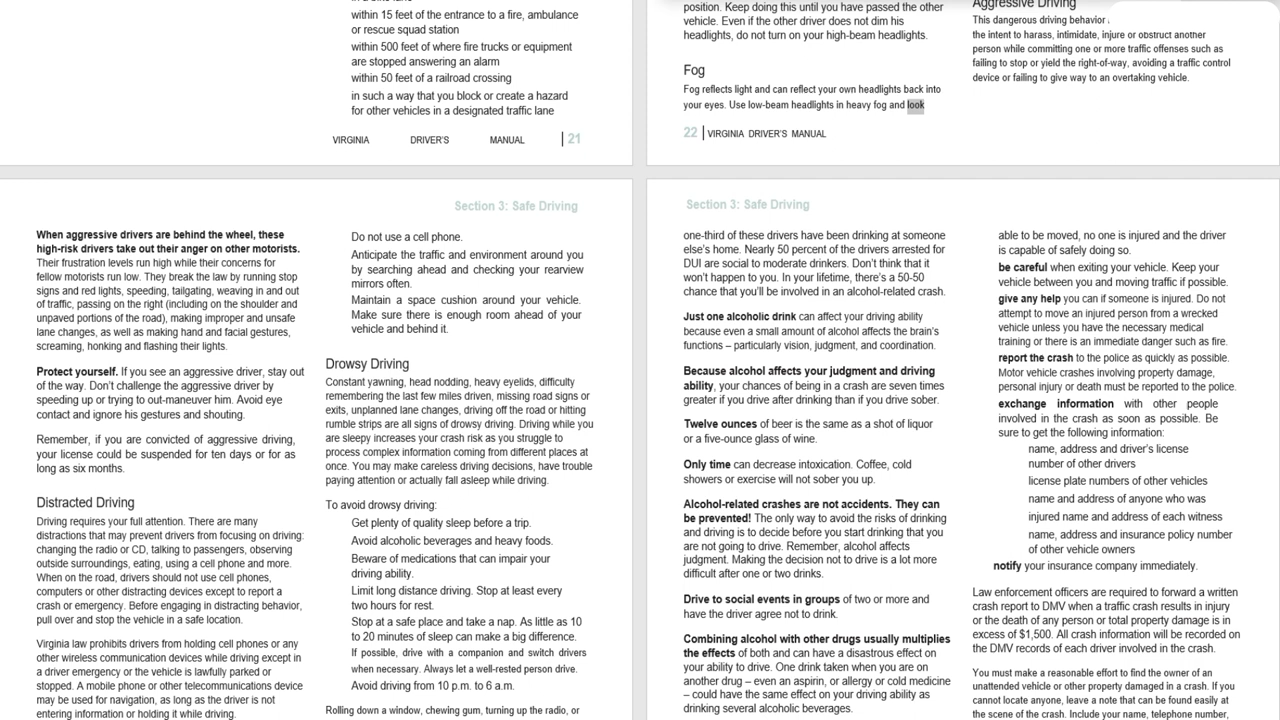 within 15 feet of the entrance to a fire, ambulance
or rescue squad station
within 500 feet of where fire trucks or equipment
are stopped answering an alarm
within 50 feet of a railroad crossing
in such a way that you block or create a hazard
for other vehicles in a designated traffic lane
VIRGINIA DRIVER'S MANUAL 21
position. Keep doing this until you have passed the other
vehicle. Even if the other driver does not dim his
headlights, do not turn on your high-beam headlights.
Fog
Fog reflects light and can reflect your own headlights back into
your eyes. Use low-beam headlights in heavy fog and look
22 VIRGINIA DRIVER'S MANUAL
Aggressive Driving
This dangerous driving behavior
the intent to harass, intimidate, injure or obstruct another
person while committing one or more traffic offenses such as
failing to stop or yield the right-of-way, avoiding a traffic control
device or failing to give way to an overtaking vehicle.
Section 3: Safe Driving
When aggressive drivers are behind the wheel, these
high-risk drivers take out their anger on other motorists.
Their frustration levels run high while their concerns for
fellow motorists run low. They break the law by running stop
signs and red lights, speeding, tailgating, weaving in and out
of traffic, passing on the right (including on the shoulder and
unpaved portions of the road), making improper and unsafe
lane changes, as well as making hand and facial gestures,
screaming, honking and flashing their lights.
Protect yourself. If you see an aggressive driver, stay out
of the way. Don't challenge the aggressive driver by
speeding up or trying to out-maneuver him. Avoid eye
contact and ignore his gestures and shouting.
Remember, if you are convicted of aggressive driving,
your license could be suspended for ten days or for as
long as six months.
Distracted Driving
Driving requires your full attention. There are many
distractions that may prevent drivers from focusing on driving:
changing the radio or CD, talking to passengers, observing
outside surroundings, eating, using a cell phone and more.
When on the road, drivers should not use cell phones,
computers or other distracting devices except to report a
crash or emergency. Before engaging in distracting behavior,
pull over and stop the vehicle in a safe location.
Virginia law prohibits drivers from holding cell phones or any
other wireless communication devices while driving except in
a driver emergency or the vehicle is lawfully parked or
stopped. A mobile phone or other telecommunications device
may be used for navigation, as long as the driver is not
entering information or holding it while driving.
Do not use a cell phone.
Anticipate the traffic and environment around you
by searching ahead and checking your rearview
mirrors often.
Maintain a space cushion around your vehicle.
Make sure there is enough room ahead of your
vehicle and behind it.
Drowsy Driving
Constant yawning, head nodding, heavy eyelids, difficulty
remembering the last few miles driven, missing road signs or
exits, unplanned lane changes, driving off the road or hitting
rumble strips are all signs of drowsy driving. Driving while you
are sleepy increases your crash risk as you struggle to
process complex information coming from different places at
once. You may make careless driving decisions, have trouble
paying attention or actually fall asleep while driving.
To avoid drowsy driving:
Get plenty of quality sleep before a trip.
Avoid alcoholic beverages and heavy foods.
Beware of medications that can impair your
driving ability.
Limit long distance driving. Stop at least every
two hours for rest.
Stop at a safe place and take a nap. As little as 10
to 20 minutes of sleep can make a big difference.
If possible, drive with a companion and switch drivers
when necessary. Always let a well-rested person drive.
Avoid driving from 10 p.m. to 6 a.m.
Rolling down a window, chewing gum, turning up the radio, or
Section 3: Safe Driving
one-third of these drivers have been drinking at someone
else's home. Nearly 50 percent of the drivers arrested for
DUI are social to moderate drinkers. Don't think that it
won't happen to you. In your lifetime, there's a 50-50
chance that you'll be involved in an alcohol-related crash.
Just one alcoholic drink can affect your driving ability
because even a small amount of alcohol affects the brain's
functions – particularly vision, judgment, and coordination.
Because alcohol affects your judgment and driving
ability, your chances of being in a crash are seven times
greater if you drive after drinking than if you drive sober.
Twelve ounces of beer is the same as a shot of liquor
or a five-ounce glass of wine.
Only time can decrease intoxication. Coffee, cold
showers or exercise will not sober you up.
Alcohol-related crashes are not accidents. They can
be prevented! The only way to avoid the risks of drinking
and driving is to decide before you start drinking that you
are not going to drive. Remember, alcohol affects
judgment. Making the decision not to drive is a lot more
difficult after one or two drinks.
Drive to social events in groups of two or more and
have the driver agree not to drink.
Combining alcohol with other drugs usually multiplies
the effects of both and can have a disastrous effect on
your ability to drive. One drink taken when you are on
another drug – even an aspirin, or allergy or cold medicine
– could have the same effect on your driving ability as
drinking several alcoholic beverages.
able to be moved, no one is injured and the driver
is capable of safely doing so.
be careful when exiting your vehicle. Keep your
vehicle between you and moving traffic if possible.
give any help you can if someone is injured. Do not
attempt to move an injured person from a wrecked
vehicle unless you have the necessary medical
training or there is an immediate danger such as fire.
report the crash to the police as quickly as possible.
Motor vehicle crashes involving property damage,
personal injury or death must be reported to the police.
exchange information with other people
involved in the crash as soon as possible. Be
sure to get the following information:
name, address and driver's license
number of other drivers
license plate numbers of other vehicles
name and address of anyone who was
injured name and address of each witness
name, address and insurance policy number
of other vehicle owners
notify your insurance company immediately.
Law enforcement officers are required to forward a written
crash report to DMV when a traffic crash results in injury
or the death of any person or total property damage is in
excess of $1,500. All crash information will be recorded on
the DMV records of each driver involved in the crash.
You must make a reasonable effort to find the owner of an
unattended vehicle or other property damaged in a crash. If you
cannot locate anyone, leave a note that can be found easily at
the scene of the crash. Include your name, telephone number,